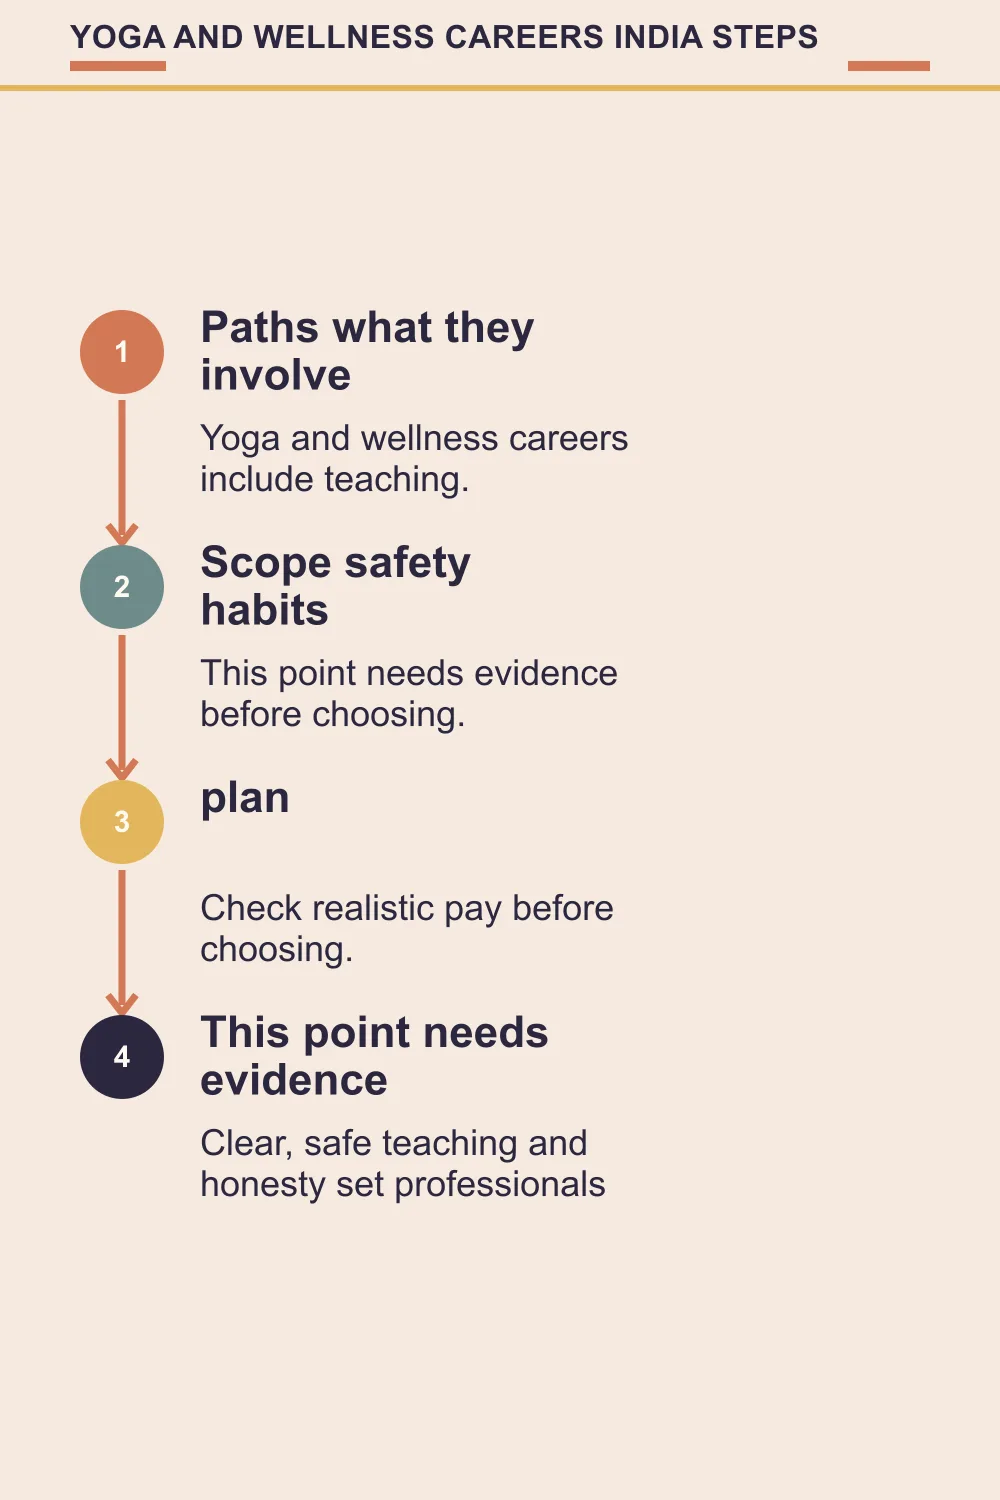 YOGA AND WELLNESS CAREERS INDIA STEPS
1
Paths what they
involve
Yoga and wellness careers
include teaching.
2
Scope safety
habits
This point needs evidence
before choosing.
3
plan
Check realistic pay before
choosing.
4
This point needs
evidence
Clear, safe teaching and
honesty set professionals